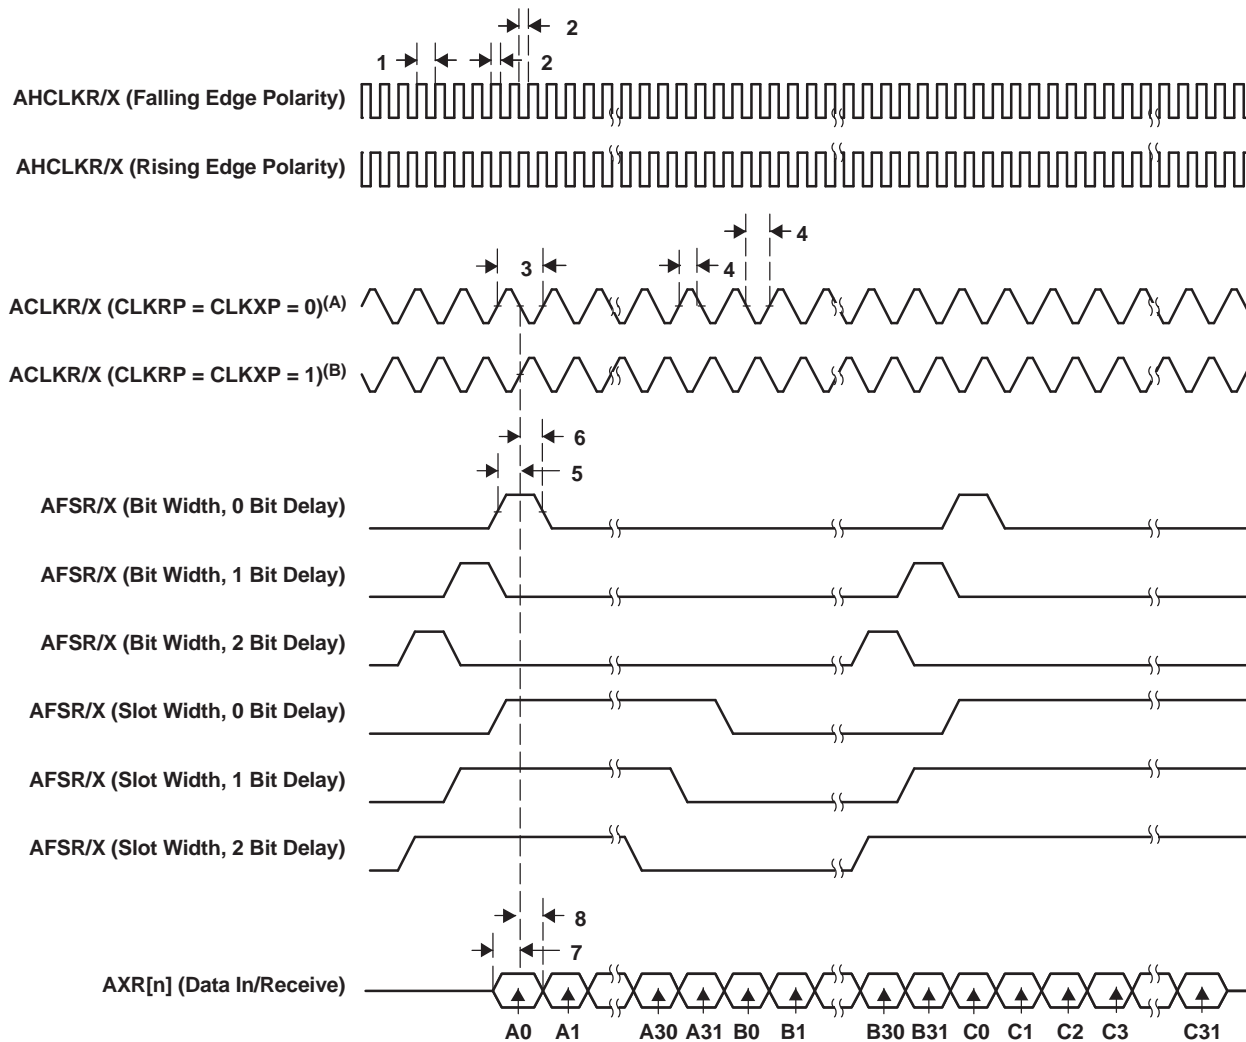 2
1
2
AHCLKR/X (Falling Edge Polarity)
AHCLKR/X (Rising Edge Polarity)
4
3
4
ACLKR/X (CLKRP = CLKXP = 0)(A)
ACLKR/X (CLKRP = CLKXP = 1)(B)
6
5
AFSR/X (Bit Width, 0 Bit Delay)
AFSR/X (Bit Width, 1 Bit Delay)
AFSR/X (Bit Width, 2 Bit Delay)
AFSR/X (Slot Width, 0 Bit Delay)
AFSR/X (Slot Width, 1 Bit Delay)
AFSR/X (Slot Width, 2 Bit Delay)
8
7
AXR[n] (Data In/Receive)
A0 A1 A30 A31 B0 B1 B30 B31 C0 C1 C2 C3 C31